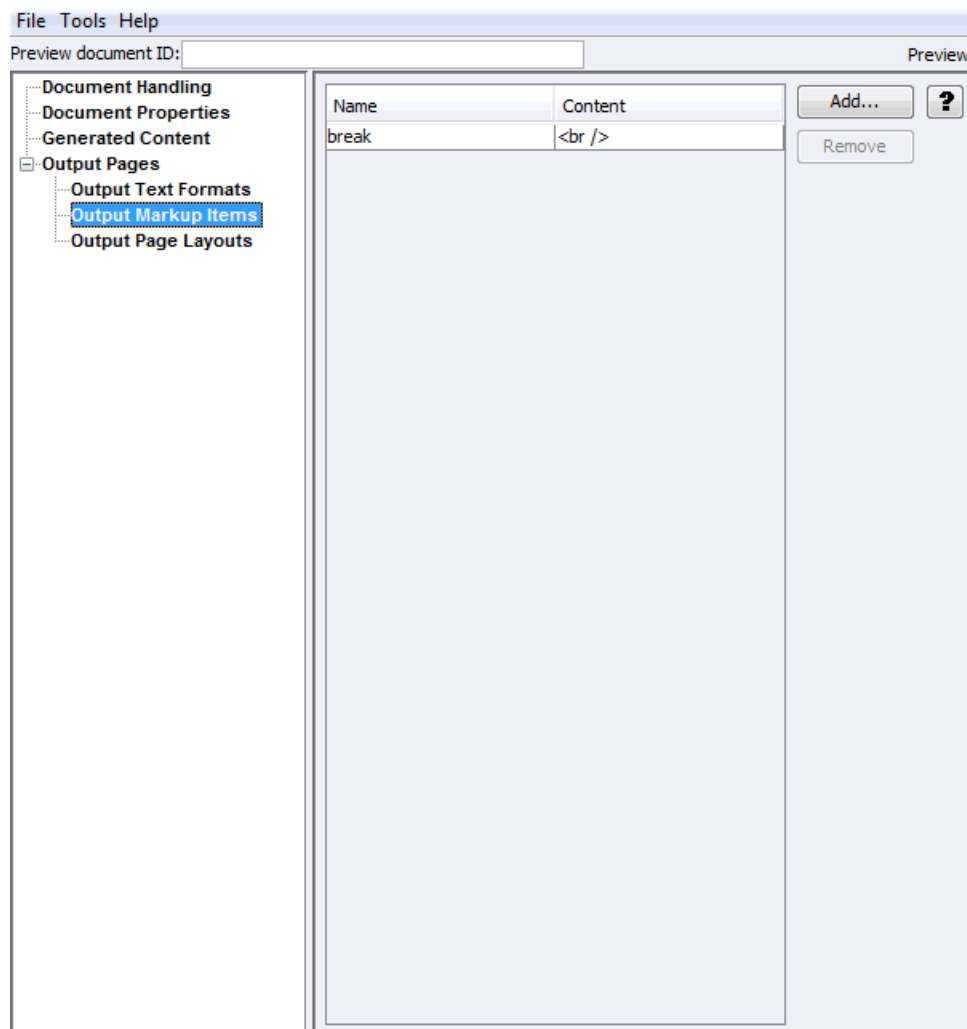 File Tools Help
Preview document ID:
Preview
Document Handling
Document Properties
Generated Content
Output Pages
Output Text Formats
Output Markup Items
Output Page Layouts
Name Content
break <br />
Add... ?
Remove